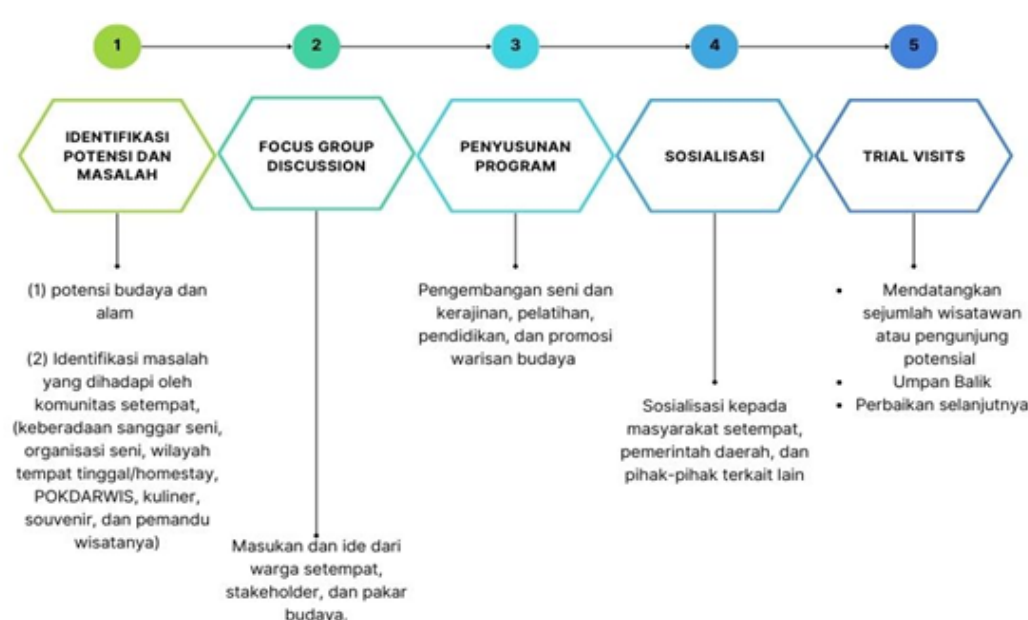 1
2
3
4
5
IDENTIFIKASI
POTENSI DAN
MASALAH
FOCUS GROUP
DISCUSSION
PENYUSUNAN
PROGRAM
SOSIALISASI
TRIAL VISITS
(1) potensi budaya dan
alam
(2) Identifikasi masalah
yang dihadapi oleh
komunitas setempat,
(keberadaan sanggar seni,
organisasi seni, wilayah
tempat tinggal/homestay,
POKDARWIS, kuliner,
souvenir, dan pemandu
wisatanya)
Masukan dan ide dari
warga setempat,
stakeholder, dan pakar
budaya.
Pengembangan seni dan
kerajinan, pelatihan,
pendidikan, dan promosi
warisan budaya
Sosialisasi kepada
masyarakat setempat,
pemerintah daerah, dan
pihak-pihak terkait lain
• Mendatangkan
sejumlah wisatawan
atau pengunjung
potensial
• Umpan Balik
• Perbaikan selanjutnya